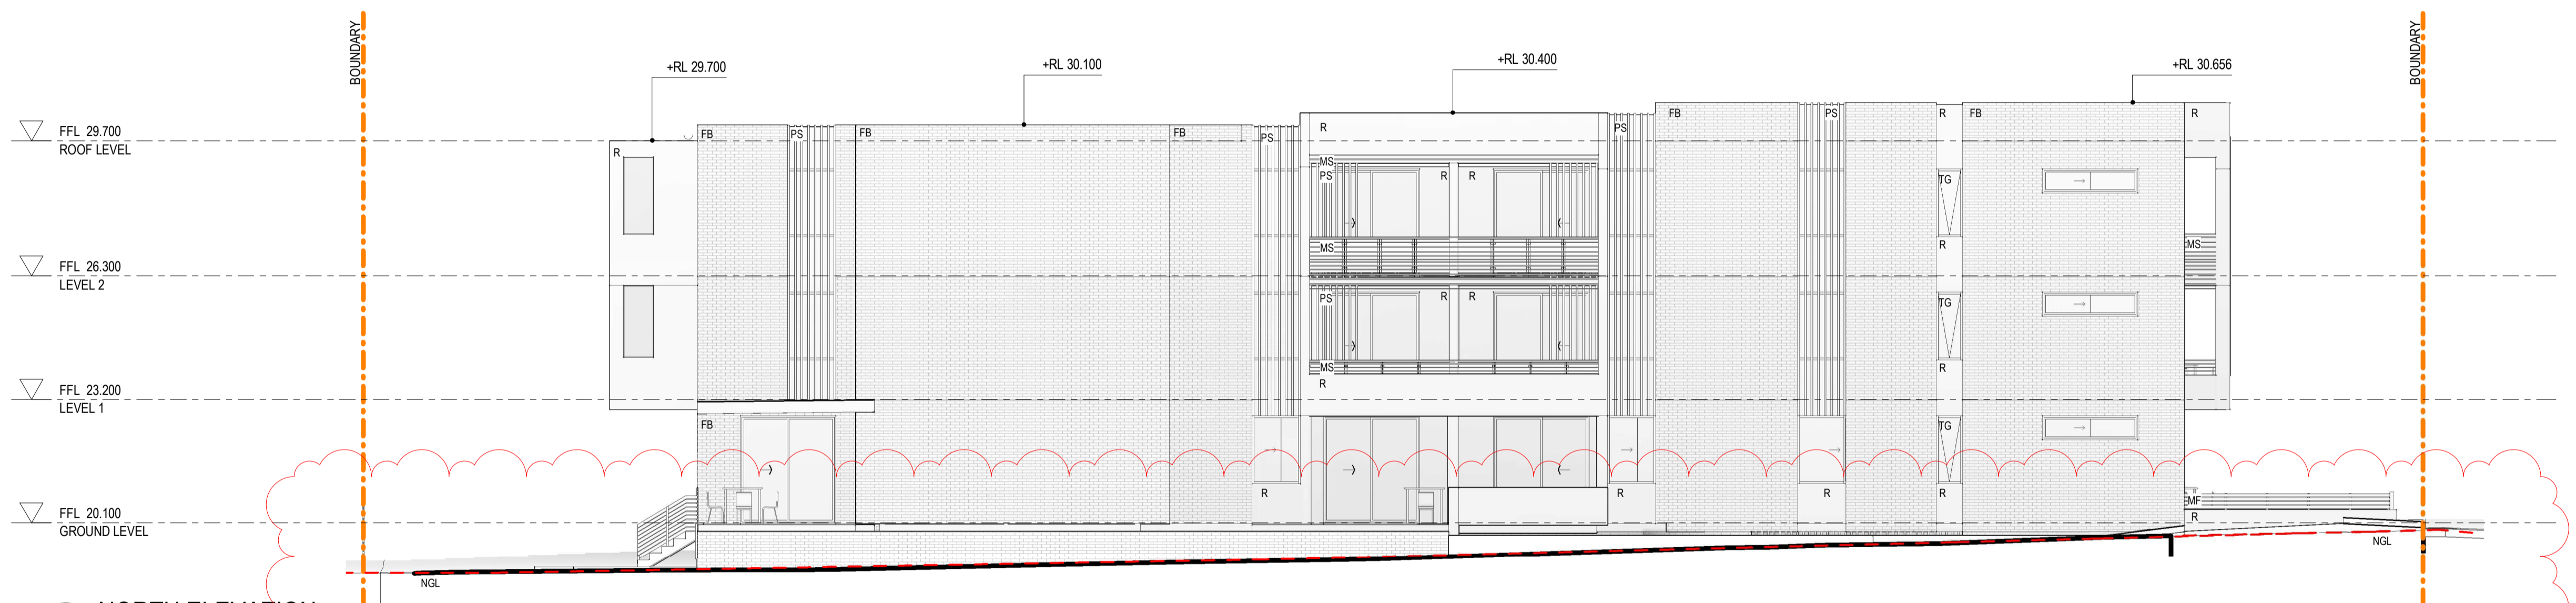 BOUNDARY
BOUNDARY
+RL 29.700
+RL 30.100
+RL 30.400
+RL 30.656
FFL 29.700
ROOF LEVEL
R
FB
PS
FB
FB
PS
R
PS
FB
PS
R
FB
R
MS
PS
R
R
TG
MS
R
MS
FFL 26.300
LEVEL 2
PS
R
R
TG
MS
R
R
FFL 23.200
LEVEL 1
FB
TG
R
R
R
R
MF
R
FFL 20.100
GROUND LEVEL
NGL
NGL